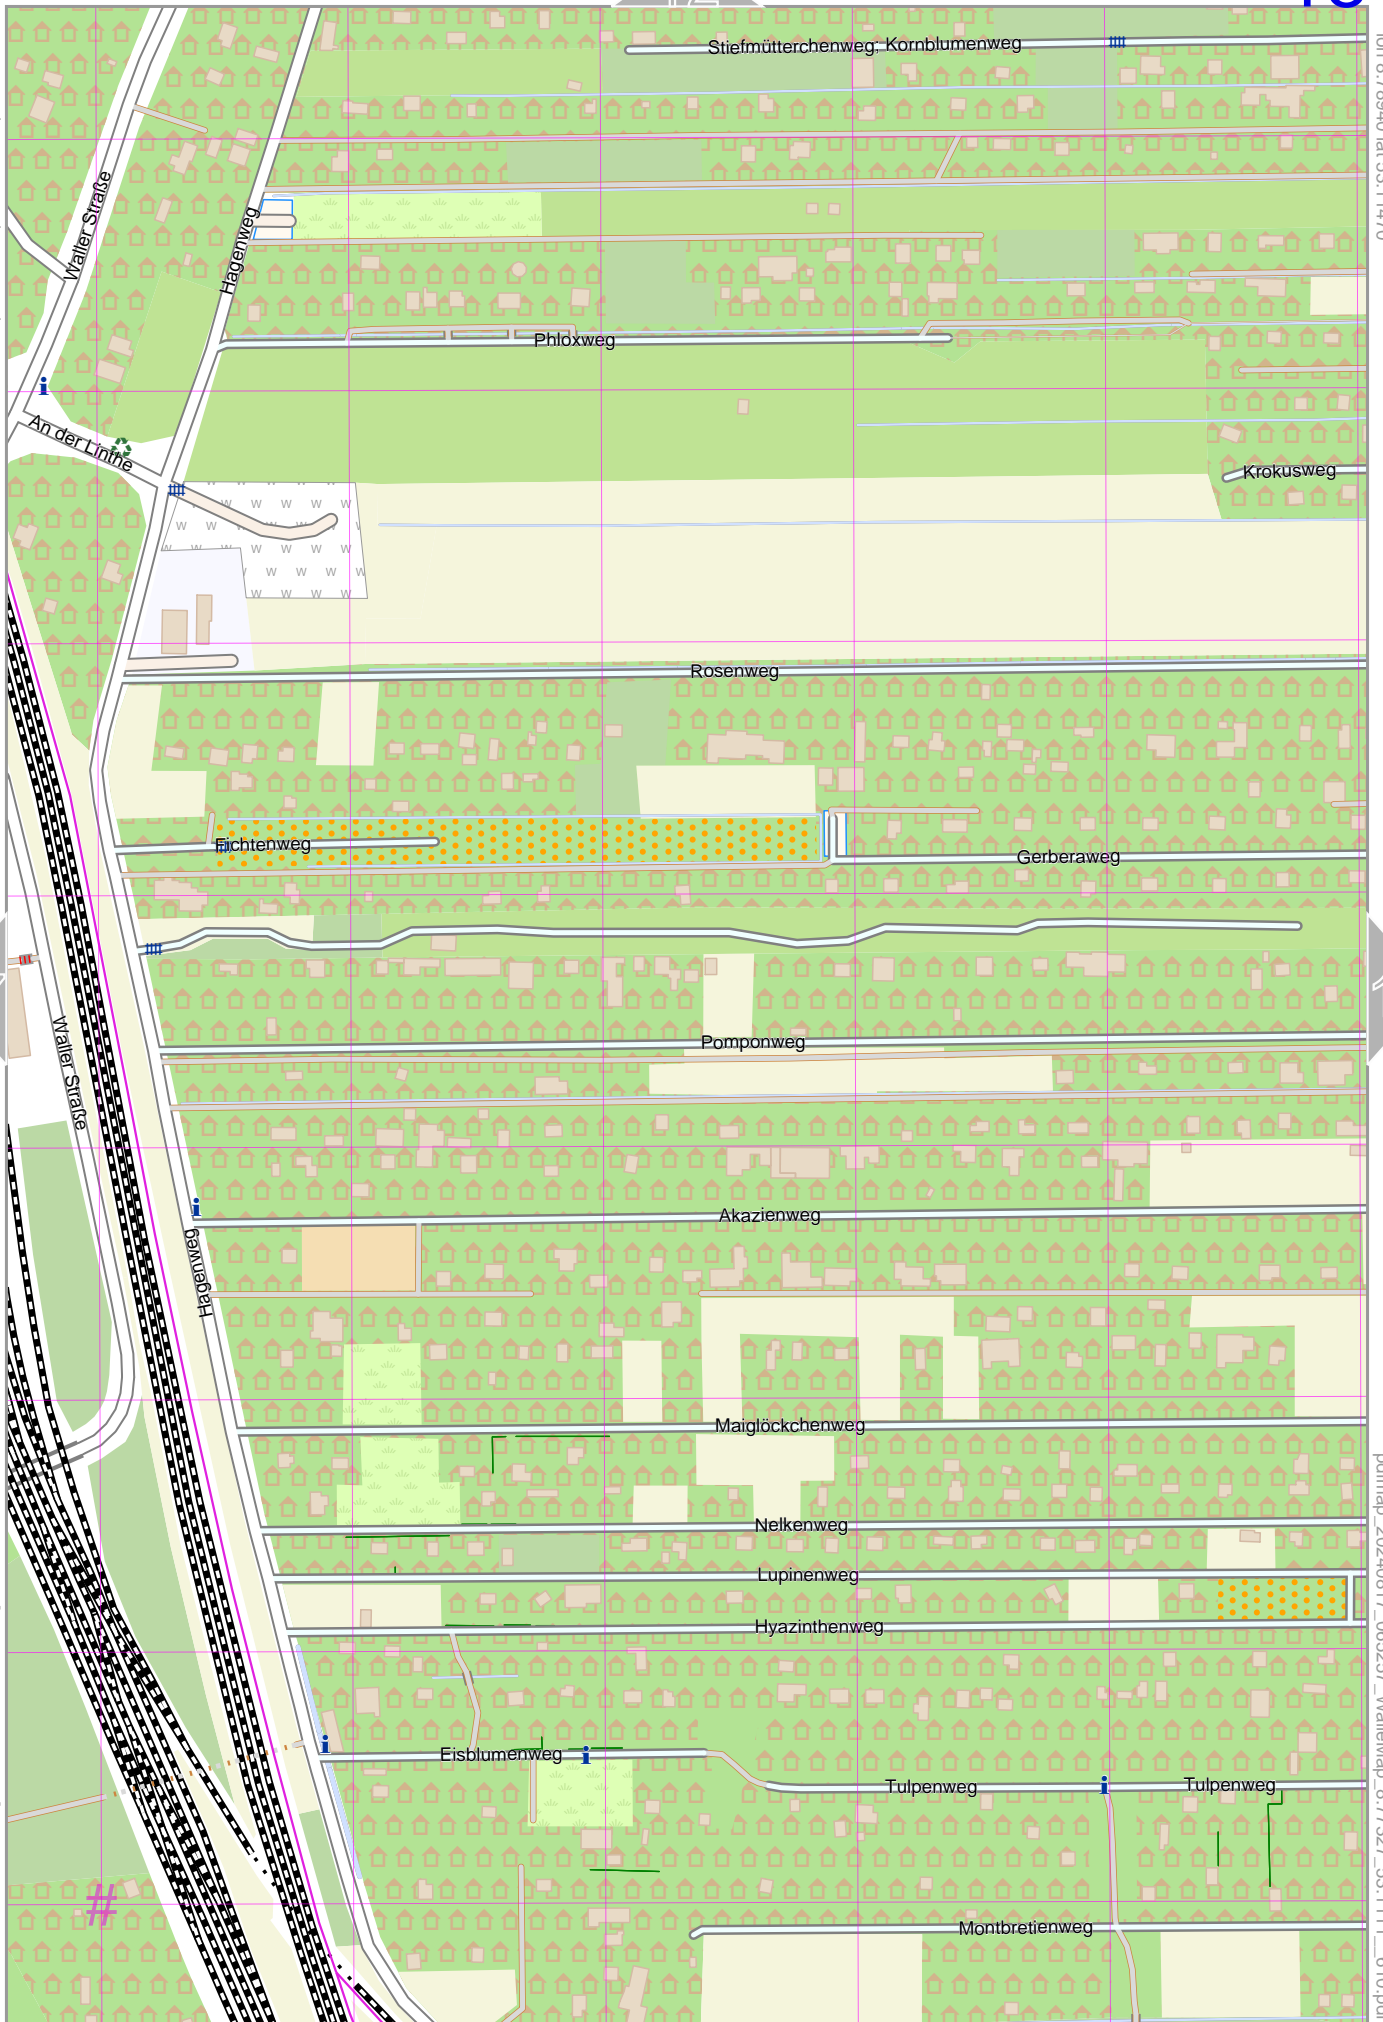 Stiefmütterchenweg; Kornblumenweg
Waller Straße
Hagenweg
Phloxweg
An der Linthe
Krokusweg
Rosenweg
Fichtenweg
Gerberaweg
Waller Straße
Pomponweg
Akazienweg
Hagenweg
Maiglöckchenweg
Nelkenweg
Lupinenweg
Hyazinthenweg
Eisblumenweg
Tulpenweg
Tulpenweg
#
Montbretienweg